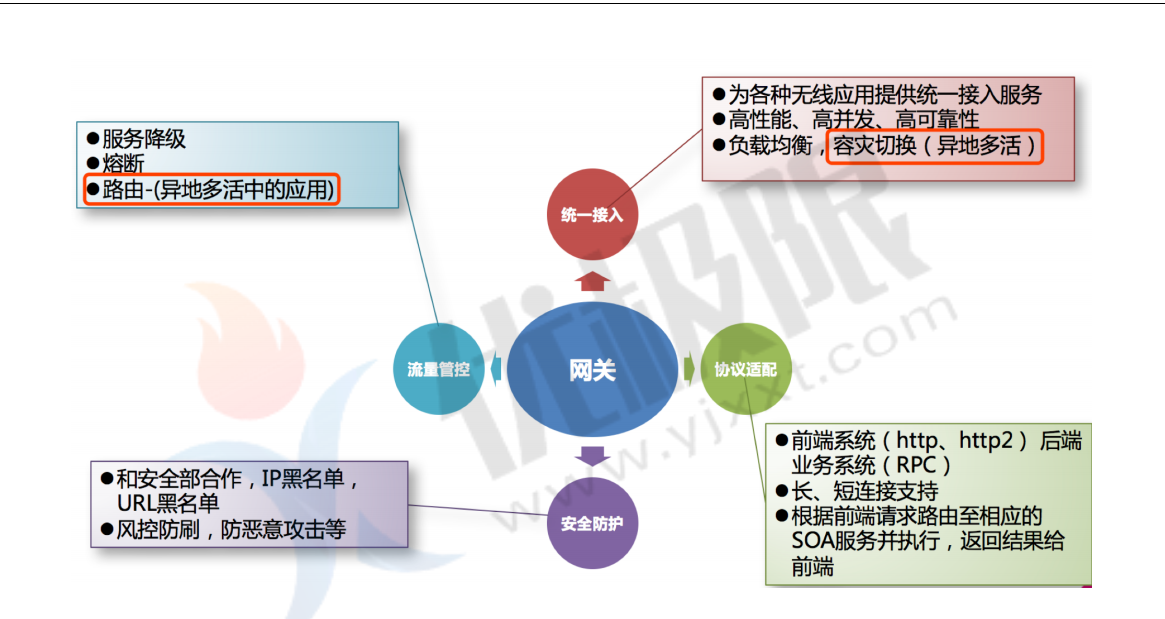 ●为各种无线应用提供统一接入服务
●高性能、高并发、高可靠性
●负载均衡，容灾切换（异地多活）
●服务降级
●熔断
●路由-(异地多活中的应用)
统一接入
流量管控
网关
协议适配
●前端系统（http、http2） 后端
业务系统（RPC）
●长、短连接支持
●根据前端请求路由至相应的
SOA服务并执行，返回结果给
前端
●和安全部合作，IP黑名单，
URL黑名单
●风控防刷，防恶意攻击等
安全防护
优极限
www.yjxxt.com